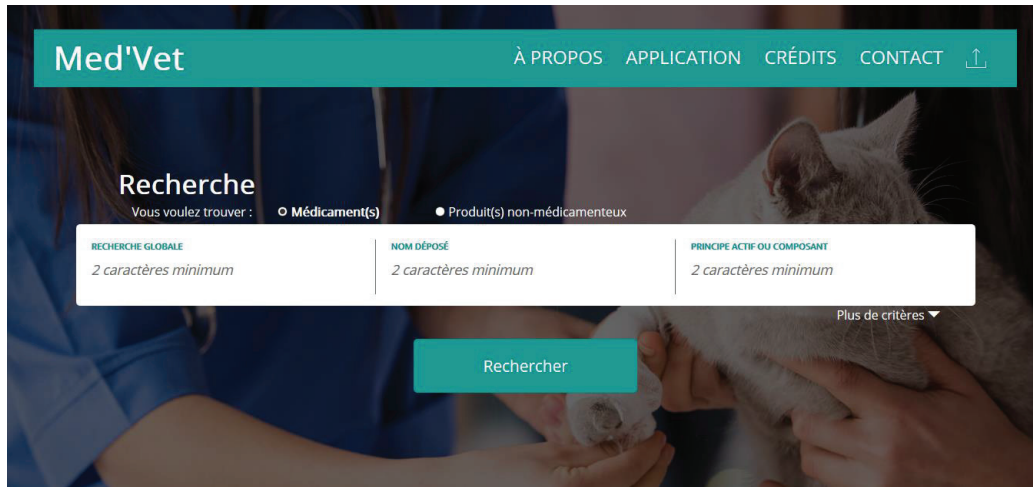 Med'Vet À PROPOS APPLICATION CRÉDITS CONTACT
Recherche
Vous voulez trouver : Médicament(s) Produit(s) non-médicamenteux
RECHERCHE GLOBALE NOM DÉPOSÉ PRINCIPE ACTIF OU COMPOSANT
2 caractères minimum 2 caractères minimum 2 caractères minimum
Plus de critères
Rechercher